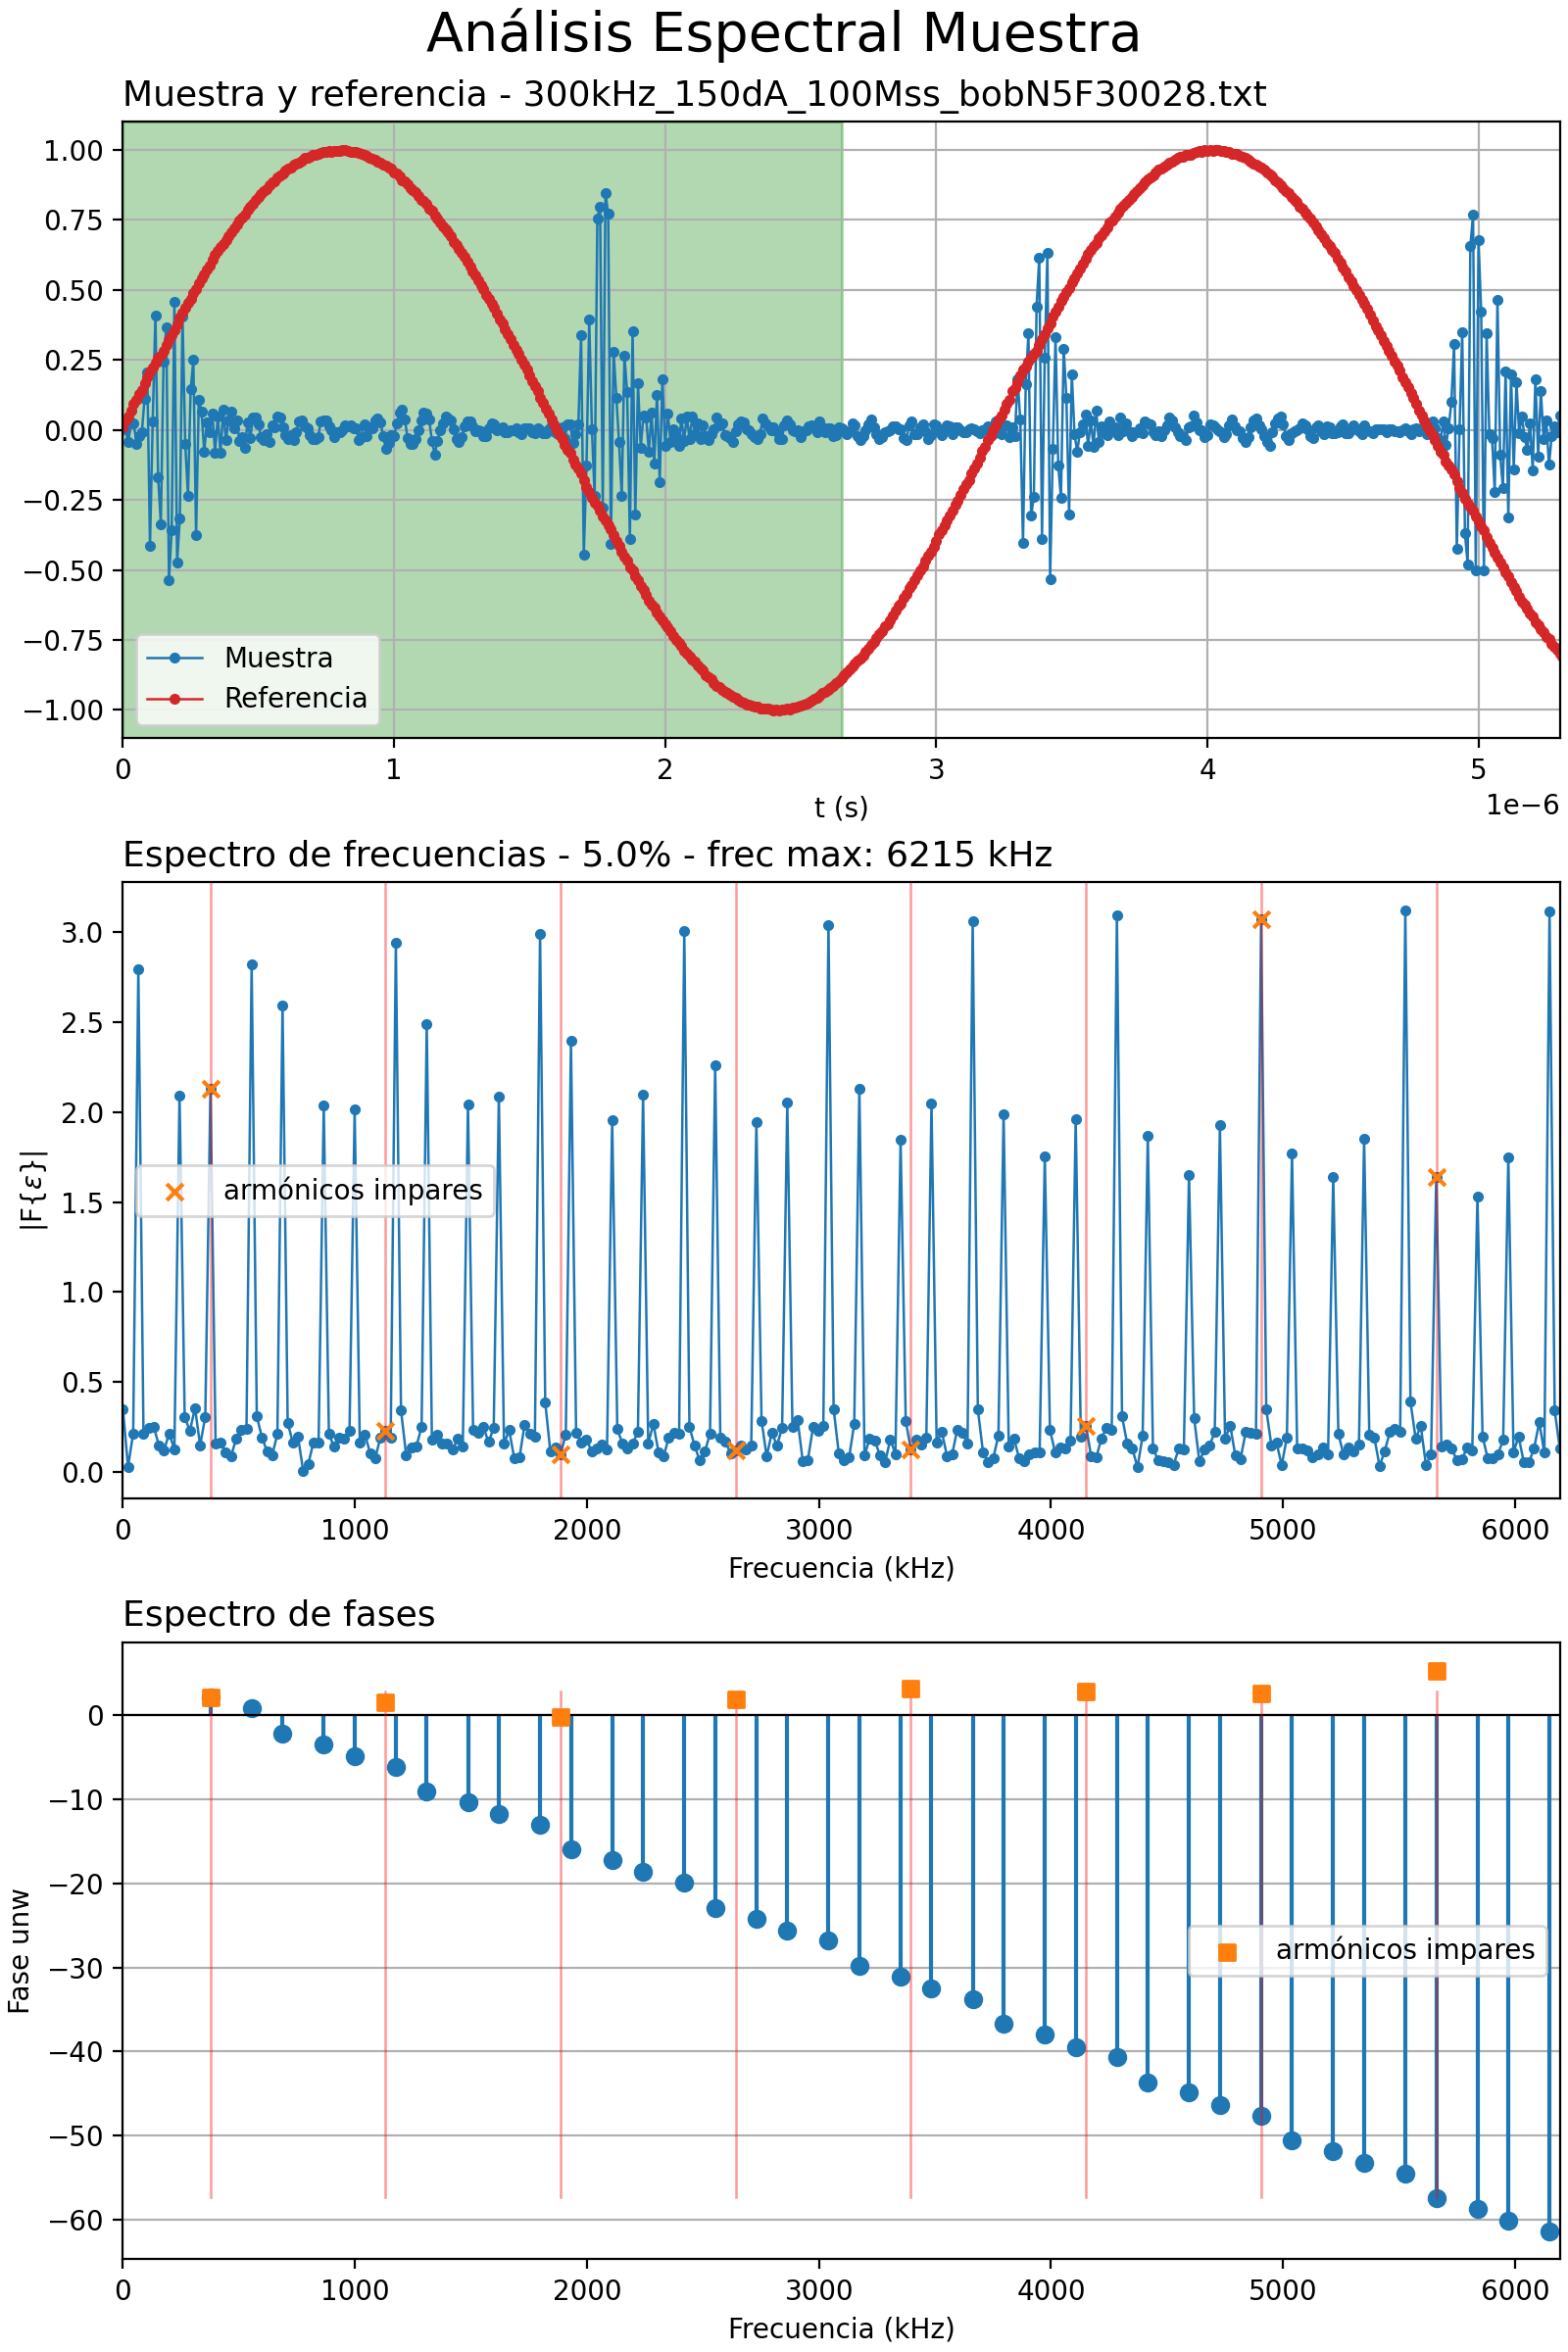 Análisis Espectral Muestra
Muestra y referencia - 300kHz_150dA_100Mss_bobN5F30028.txt
1.00
0.75
0.50
0.25
0.00
−0.25
−0.50
−0.75
−1.00
Muestra
Referencia
0 1 2 3 4 5
1e−6
t (s)
Espectro de frecuencias - 5.0% - frec max: 6215 kHz
3.0
2.5
2.0
1.5
1.0
0.5
0.0
|F{ε}|
armónicos impares
0 1000 2000 3000 4000 5000 6000
Frecuencia (kHz)
Espectro de fases
0
−10
−20
−30
−40
−50
−60
Fase unw
armónicos impares
0 1000 2000 3000 4000 5000 6000
Frecuencia (kHz)